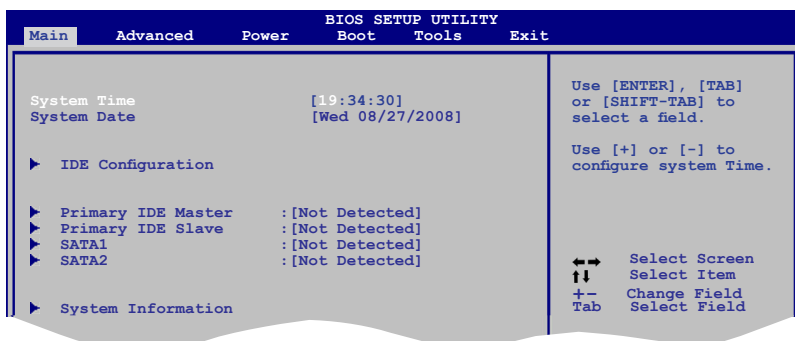 BIOS SETUP UTILITY
Main Advanced Power Boot Tools Exit
System Time [19:34:30]
System Date [Wed 08/27/2008]
IDE Configuration
Primary IDE Master :[Not Detected]
Primary IDE Slave :[Not Detected]
SATA1 :[Not Detected]
SATA2 :[Not Detected]
System Information
Use [ENTER], [TAB]
or [SHIFT-TAB] to
select a field.
Use [+] or [-] to
configure system Time.
←→ Select Screen
↑↓ Select Item
+- Change Field
Tab Select Field